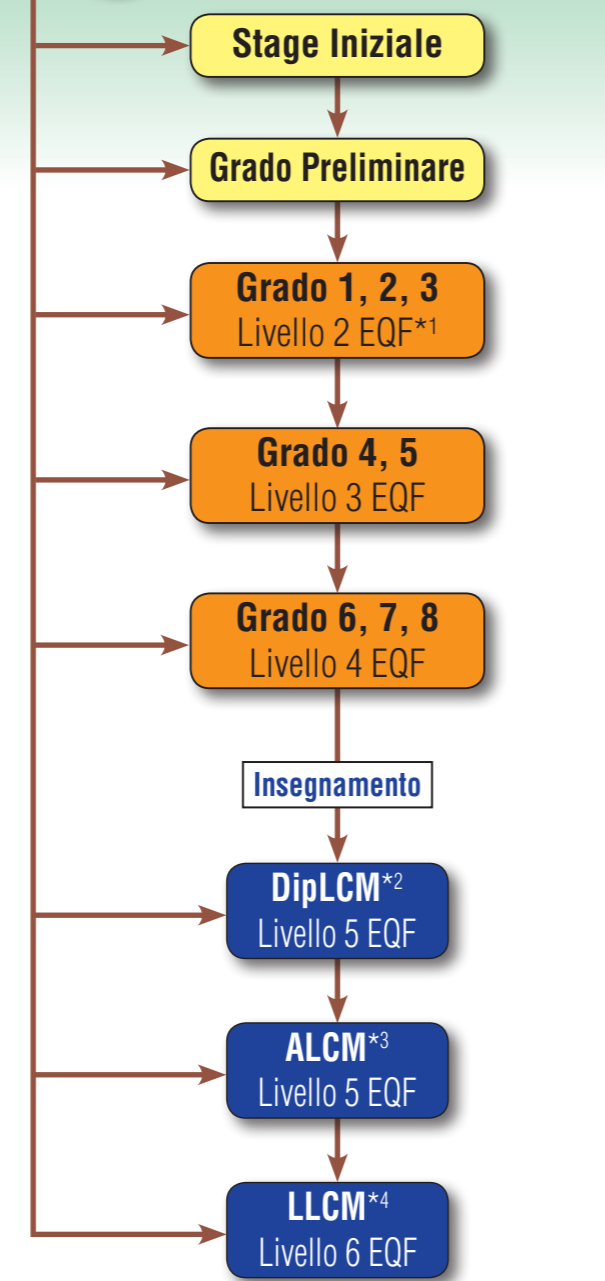 Stage Iniziale
Grado Preliminare
Grado 1, 2, 3
Livello 2 EQF*1
Grado 4, 5
Livello 3 EQF
Grado 6, 7, 8
Livello 4 EQF
Insegnamento
DipLCM*2
Livello 5 EQF
ALCM*3
Livello 5 EQF
LLCM*4
Livello 6 EQF